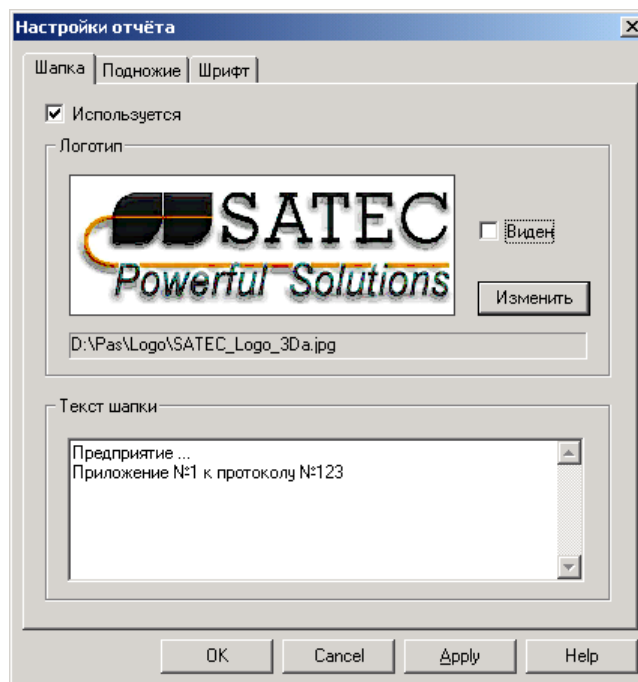 Настройки отчёта
Шапка Подножие Шрифт
Используется
Логотип
SATEC
Powerful Solutions
Виден
Изменить
D:\Pas\Logo\SATEC_Logo_3Da.jpg
Текст шапки
Предприятие ...
Приложение №1 к протоколу №123
OK Cancel Apply Help